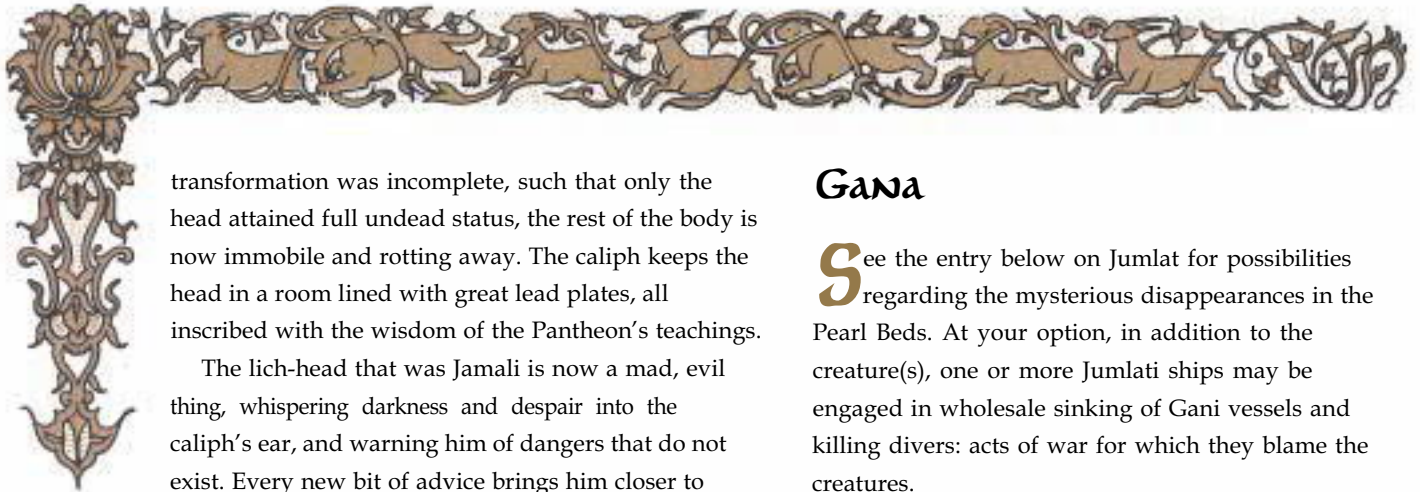 transformation was incomplete, such that only the
head attained full undead status, the rest of the body is
now immobile and rotting away. The caliph keeps the
head in a room lined with great lead plates, all
inscribed with the wisdom of the Pantheon’s teachings.
The lich-head that was Jamali is now a mad, evil
thing, whispering darkness and despair into the
caliph’s ear, and warning him of dangers that do not
exist. Every new bit of advice brings him closer to
Gana
See the entry below on Jumlat for possibilities
regarding the mysterious disappearances in the
Pearl Beds. At your option, in addition to the
creature(s), one or more Jumlati ships may be
engaged in wholesale sinking of Gani vessels and
killing divers: acts of war for which they blame the
creatures.